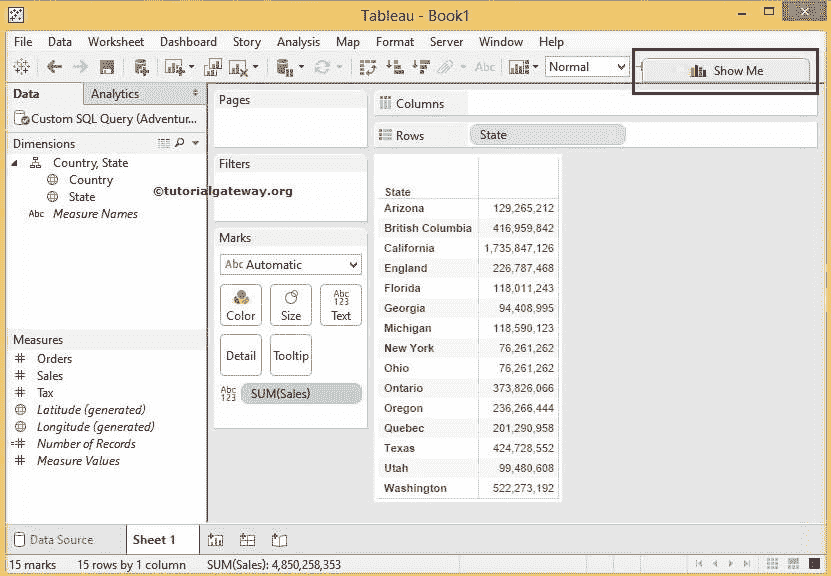 Tableau - Book1
File Data Worksheet Dashboard Story Analysis Map Format Server Window Help
Abc Normal Show Me
Data Analytics
Custom SQL Query (Adventur...
Dimensions
Country, State
Country
State
Abc Measure Names
Measures
Orders
Sales
Tax
Latitude (generated)
Longitude (generated)
Number of Records
Measure Values
Pages
Filters
©tutorialgateway.org
Marks
Abc Automatic
Color Size Abc 123 Text
Detail Tooltip
Abc 123 SUM(Sales)
Columns
Rows State
State
Arizona 129,265,212
British Columbia 416,959,842
California 1,735,847,126
England 226,787,468
Florida 118,011,243
Georgia 94,408,995
Michigan 118,590,123
New York 76,261,262
Ohio 76,261,262
Ontario 373,826,066
Oregon 236,266,444
Quebec 201,290,958
Texas 424,728,552
Utah 99,480,608
Washington 522,273,192
Data Source Sheet 1
15 marks 15 rows by 1 column SUM(Sales): 4,850,258,353